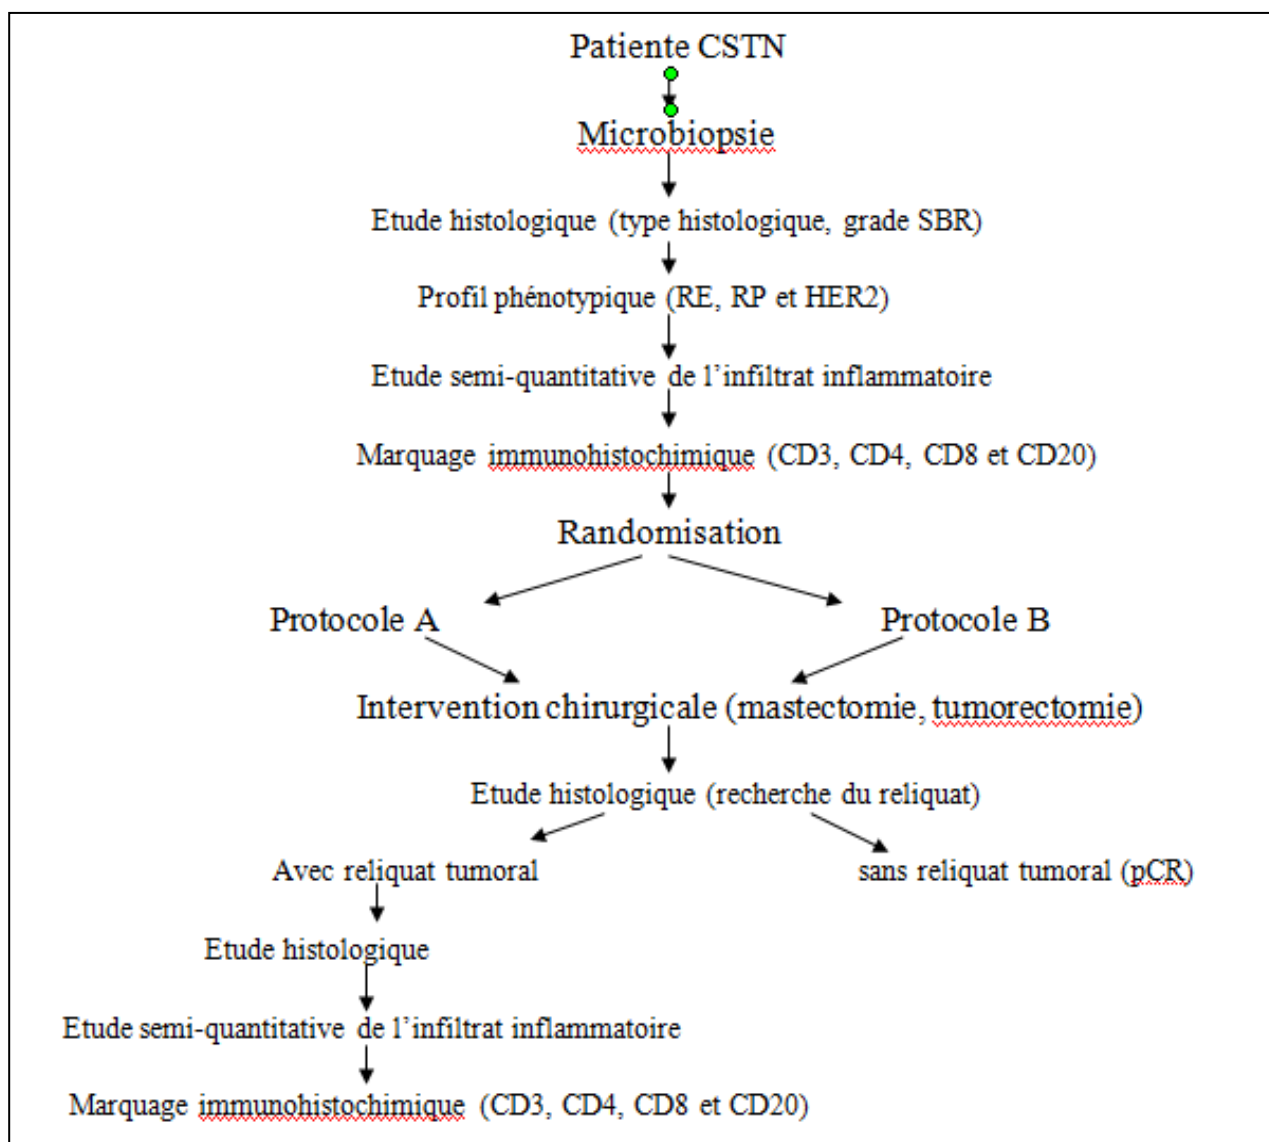 Patiente CSTN
Microbiopsie
Etude histologique (type histologique, grade SBR)
Profil phénotypique (RE, RP et HER2)
Etude semi-quantitative de l’infiltrat inflammatoire
Marquage immunohistochimique (CD3, CD4, CD8 et CD20)
Randomisation
Protocole A
Protocole B
Intervention chirurgicale (mastectomie, tumorectomie)
Etude histologique (recherche du reliquat)
Avec reliquat tumoral
sans reliquat tumoral (pCR)
Etude histologique
Etude semi-quantitative de l’infiltrat inflammatoire
Marquage immunohistochimique (CD3, CD4, CD8 et CD20)